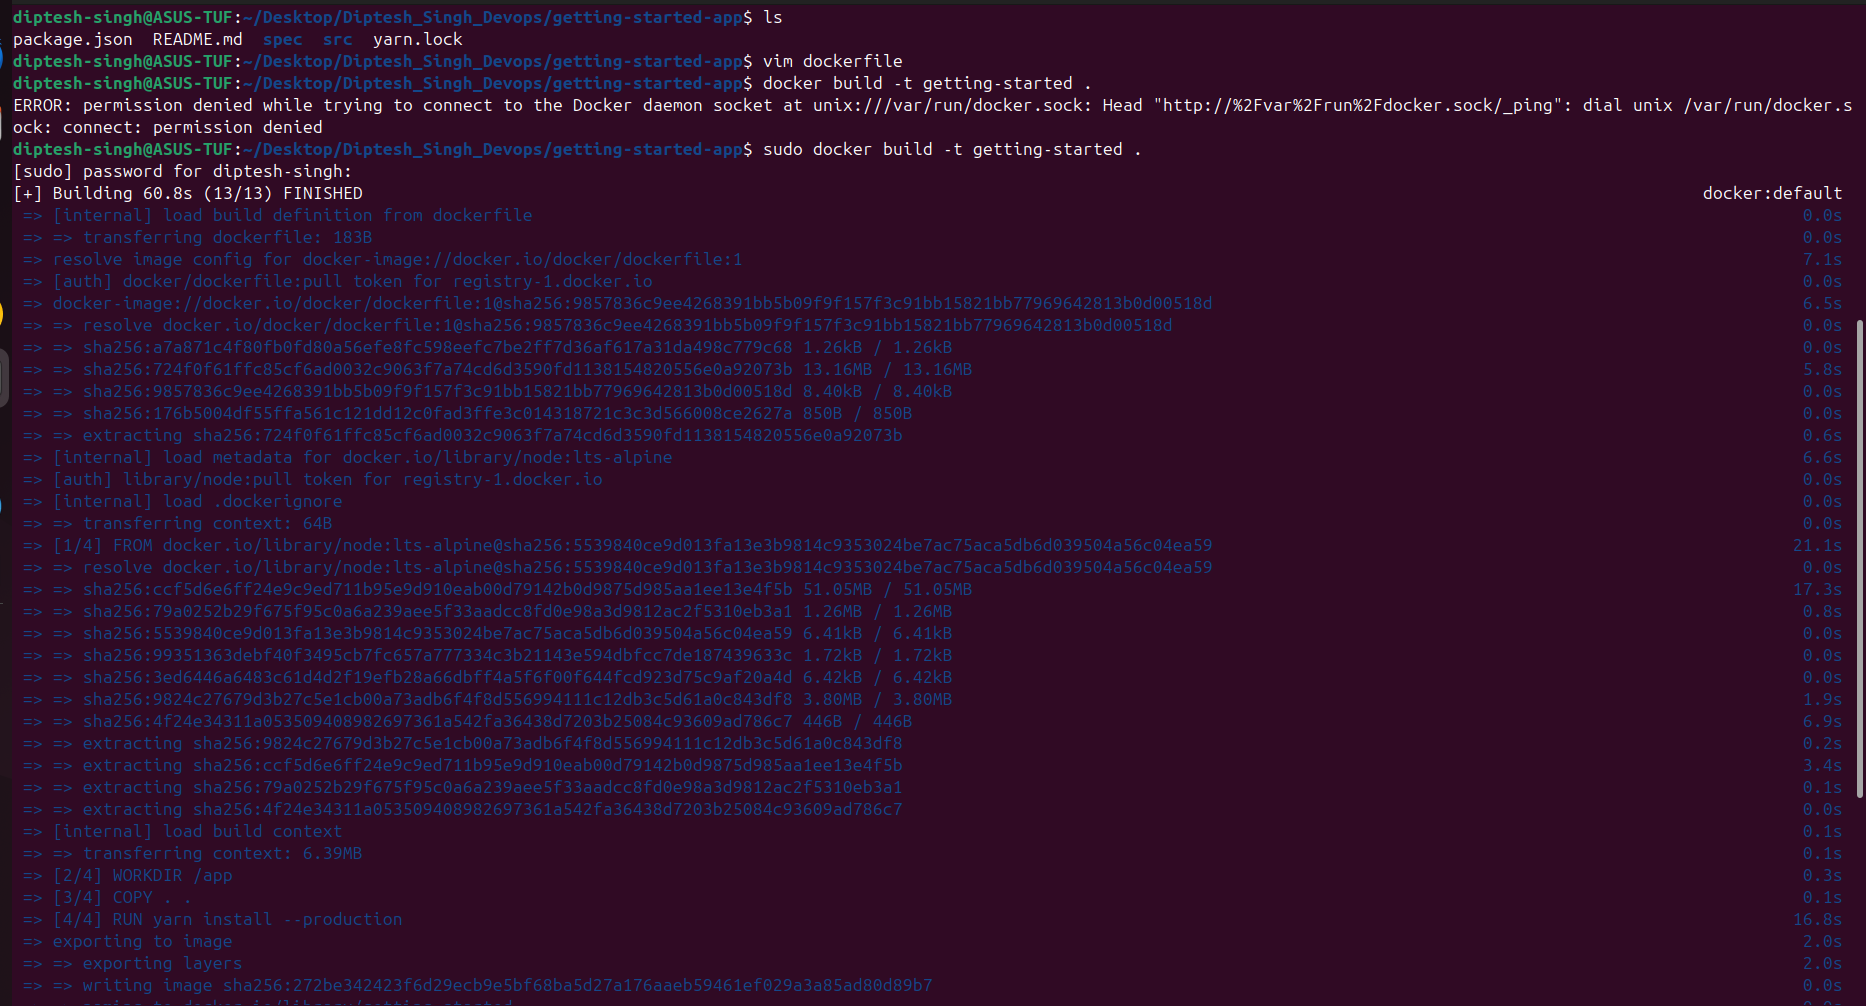 diptesh-singh@ASUS-TUF:~/Desktop/Diptesh_Singh_Devops/getting-started-app$ ls
package.json  README.md  spec  src  yarn.lock
diptesh-singh@ASUS-TUF:~/Desktop/Diptesh_Singh_Devops/getting-started-app$ vim dockerfile
diptesh-singh@ASUS-TUF:~/Desktop/Diptesh_Singh_Devops/getting-started-app$ docker build -t getting-started .
ERROR: permission denied while trying to connect to the Docker daemon socket at unix:///var/run/docker.sock: Head "http://%2Fvar%2Frun%2Fdocker.sock/_ping": dial unix /var/run/docker.s
ock: connect: permission denied
diptesh-singh@ASUS-TUF:~/Desktop/Diptesh_Singh_Devops/getting-started-app$ sudo docker build -t getting-started .
[sudo] password for diptesh-singh:
[+] Building 60.8s (13/13) FINISHED docker:default
=> [internal] load build definition from dockerfile 0.0s
=> => transferring dockerfile: 183B 0.0s
=> resolve image config for docker-image://docker.io/docker/dockerfile:1 7.1s
=> [auth] docker/dockerfile:pull token for registry-1.docker.io 0.0s
=> docker-image://docker.io/docker/dockerfile:1@sha256:9857836c9ee4268391bb5b09f9f157f3c91bb15821bb77969642813b0d00518d 6.5s
=> => resolve docker.io/docker/dockerfile:1@sha256:9857836c9ee4268391bb5b09f9f157f3c91bb15821bb77969642813b0d00518d 0.0s
=> => sha256:a7a871c4f80fb0fd80a56efe8fc598eefc7be2ff7d36af617a31da498c779c68 1.26kB / 1.26kB 0.0s
=> => sha256:724f0f61ffc85cf6ad0032c9063f7a74cd6d3590fd1138154820556e0a92073b 13.16MB / 13.16MB 5.8s
=> => sha256:9857836c9ee4268391bb5b09f9f157f3c91bb15821bb77969642813b0d00518d 8.40kB / 8.40kB 0.0s
=> => sha256:176b5004df55ffa561c121dd12c0fad3ffe3c014318721c3c3d566008ce2627a 850B / 850B 0.0s
=> => extracting sha256:724f0f61ffc85cf6ad0032c9063f7a74cd6d3590fd1138154820556e0a92073b 0.6s
=> [internal] load metadata for docker.io/library/node:lts-alpine 6.6s
=> [auth] library/node:pull token for registry-1.docker.io 0.0s
=> [internal] load .dockerignore 0.0s
=> => transferring context: 64B 0.0s
=> [1/4] FROM docker.io/library/node:lts-alpine@sha256:5539840ce9d013fa13e3b9814c9353024be7ac75aca5db6d039504a56c04ea59 21.1s
=> => resolve docker.io/library/node:lts-alpine@sha256:5539840ce9d013fa13e3b9814c9353024be7ac75aca5db6d039504a56c04ea59 0.0s
=> => sha256:ccf5d6e6ff24e9c9ed711b95e9d910eab00d79142b0d9875d985aa1ee13e4f5b 51.05MB / 51.05MB 17.3s
=> => sha256:79a0252b29f675f95c0a6a239aee5f33aadcc8fd0e98a3d9812ac2f5310eb3a1 1.26MB / 1.26MB 0.8s
=> => sha256:5539840ce9d013fa13e3b9814c9353024be7ac75aca5db6d039504a56c04ea59 6.41kB / 6.41kB 0.0s
=> => sha256:99351363debf40f3495cb7fc657a777334c3b21143e594dbfcc7de187439633c 1.72kB / 1.72kB 0.0s
=> => sha256:3ed6446a6483c61d4d2f19efb28a66dbff4a5f6f00f644fcd923d75c9af20a4d 6.42kB / 6.42kB 0.0s
=> => sha256:9824c27679d3b27c5e1cb00a73adb6f4f8d556994111c12db3c5d61a0c843df8 3.80MB / 3.80MB 1.9s
=> => sha256:4f24e34311a053509408982697361a542fa36438d7203b25084c93609ad786c7 446B / 446B 6.9s
=> => extracting sha256:9824c27679d3b27c5e1cb00a73adb6f4f8d556994111c12db3c5d61a0c843df8 0.2s
=> => extracting sha256:ccf5d6e6ff24e9c9ed711b95e9d910eab00d79142b0d9875d985aa1ee13e4f5b 3.4s
=> => extracting sha256:79a0252b29f675f95c0a6a239aee5f33aadcc8fd0e98a3d9812ac2f5310eb3a1 0.1s
=> => extracting sha256:4f24e34311a053509408982697361a542fa36438d7203b25084c93609ad786c7 0.0s
=> [internal] load build context 0.1s
=> => transferring context: 6.39MB 0.1s
=> [2/4] WORKDIR /app 0.3s
=> [3/4] COPY . . 0.1s
=> [4/4] RUN yarn install --production 16.8s
=> exporting to image 2.0s
=> => exporting layers 2.0s
=> => writing image sha256:272be342423f6d29ecb9e5bf68ba5d27a176aaeb59461ef029a3a85ad80d89b7 0.0s